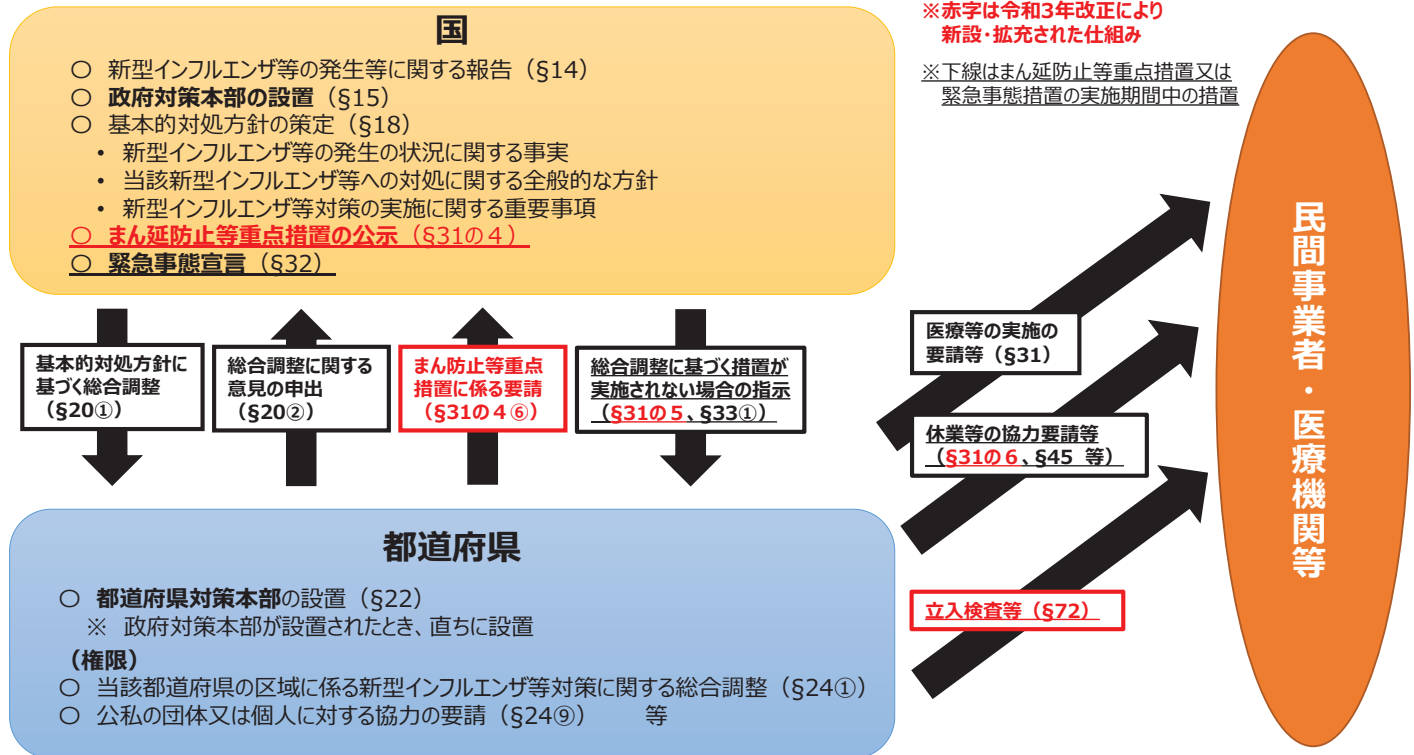 ※赤字は令和3年改正により
新設・拡充された仕組み
※下線はまん延防止等重点措置又は
緊急事態措置の実施期間中の措置
国
○ 新型インフルエンザ等の発生等に関する報告（§14）
○ 政府対策本部の設置（§15）
○ 基本的対処方針の策定（§18）
• 新型インフルエンザ等の発生の状況に関する事実
• 当該新型インフルエンザ等への対処に関する全般的な方針
• 新型インフルエンザ等対策の実施に関する重要事項
○ まん延防止等重点措置の公示（§31の４）
○ 緊急事態宣言（§32）
基本的対処方針に
基づく総合調整
（§20①）
総合調整に関する
意見の申出
（§20②）
まん防止等重点
措置に係る要請
（§31の４⑥）
総合調整に基づく措置が
実施されない場合の指示
（§31の５、§33①）
医療等の実施の
要請等（§31）
休業等の協力要請等
（§31の６、§45 等）
立入検査等（§72）
民間事業者・医療機関等
都道府県
○ 都道府県対策本部の設置（§22）
※ 政府対策本部が設置されたとき、直ちに設置
（権限）
○ 当該都道府県の区域に係る新型インフルエンザ等対策に関する総合調整（§24①）
○ 公私の団体又は個人に対する協力の要請（§24⑨） 等